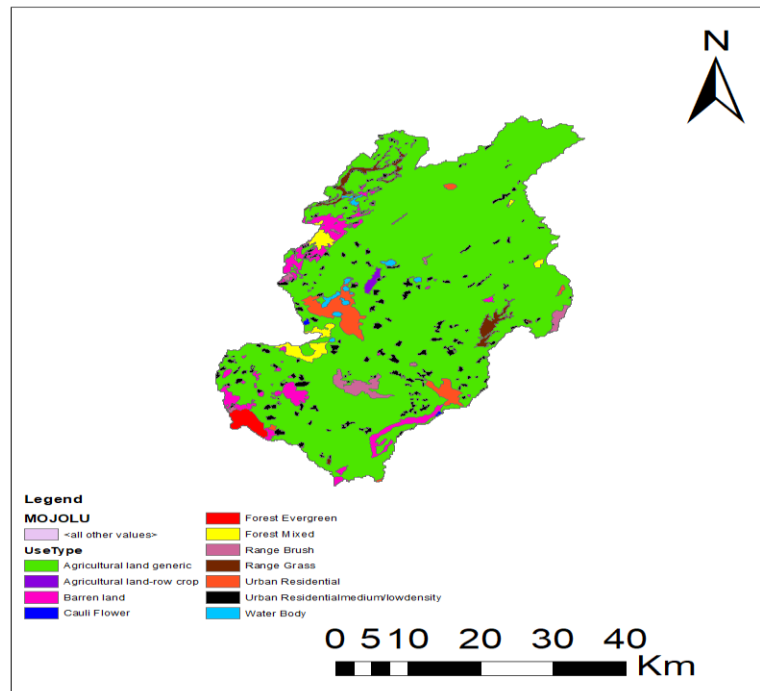 N
Legend
MOJOLU
<all other values>
UseType
Agricultural land generic
Agricultural land-row crop
Barren land
Cauli Flower
Forest Evergreen
Forest Mixed
Range Brush
Range Grass
Urban Residential
Urban Residentialmedium/lowdensity
Water Body
0 5 10 20 30 40
Km